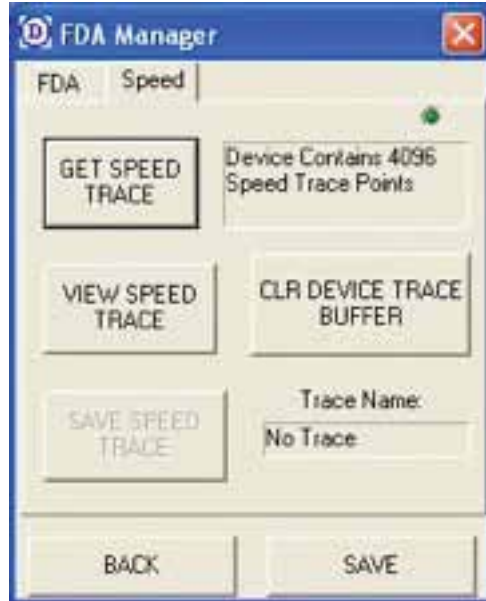 FDA Manager
FDA Speed
GET SPEED
TRACE
Device Contains 4096
Speed Trace Points
VIEW SPEED
TRACE
CLR DEVICE TRACE
BUFFER
SAVE SPEED
TRACE
Trace Name:
No Trace
BACK
SAVE